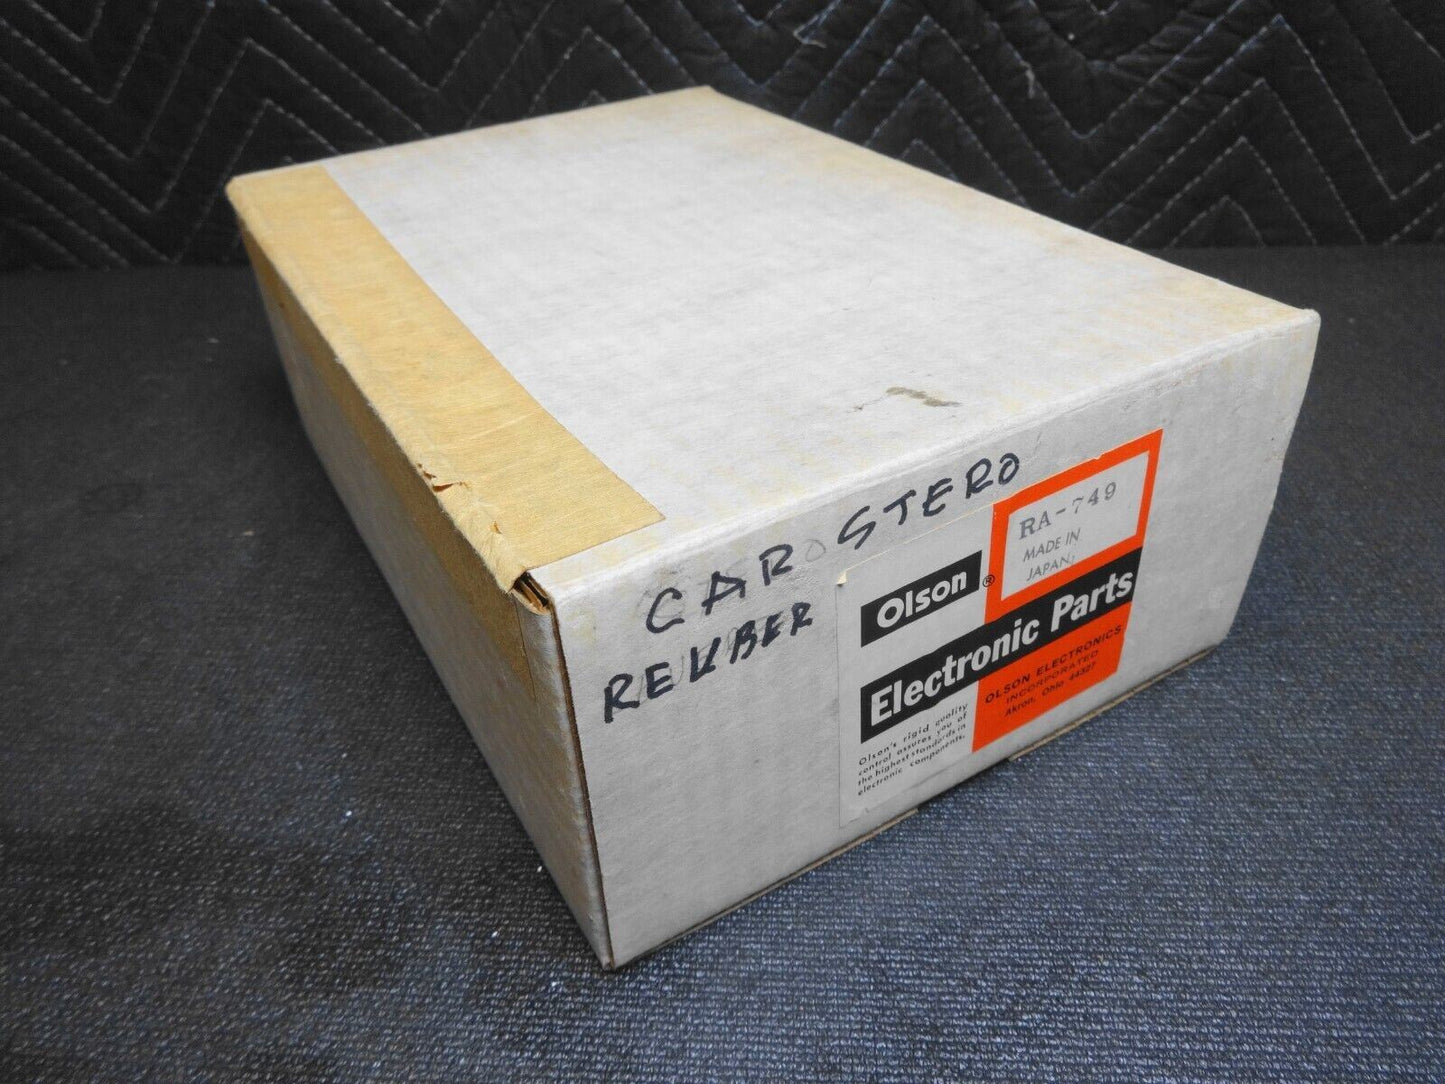 CAR STERO
REVBER
RA-749
MADE IN
JAPAN
Olson®
Electronic Parts
OLSON ELECTRONICS
INCORPORATED
Akron, Ohio 44327
Olson's rigid quality
control assures you of
the highest standards in
electronic components.